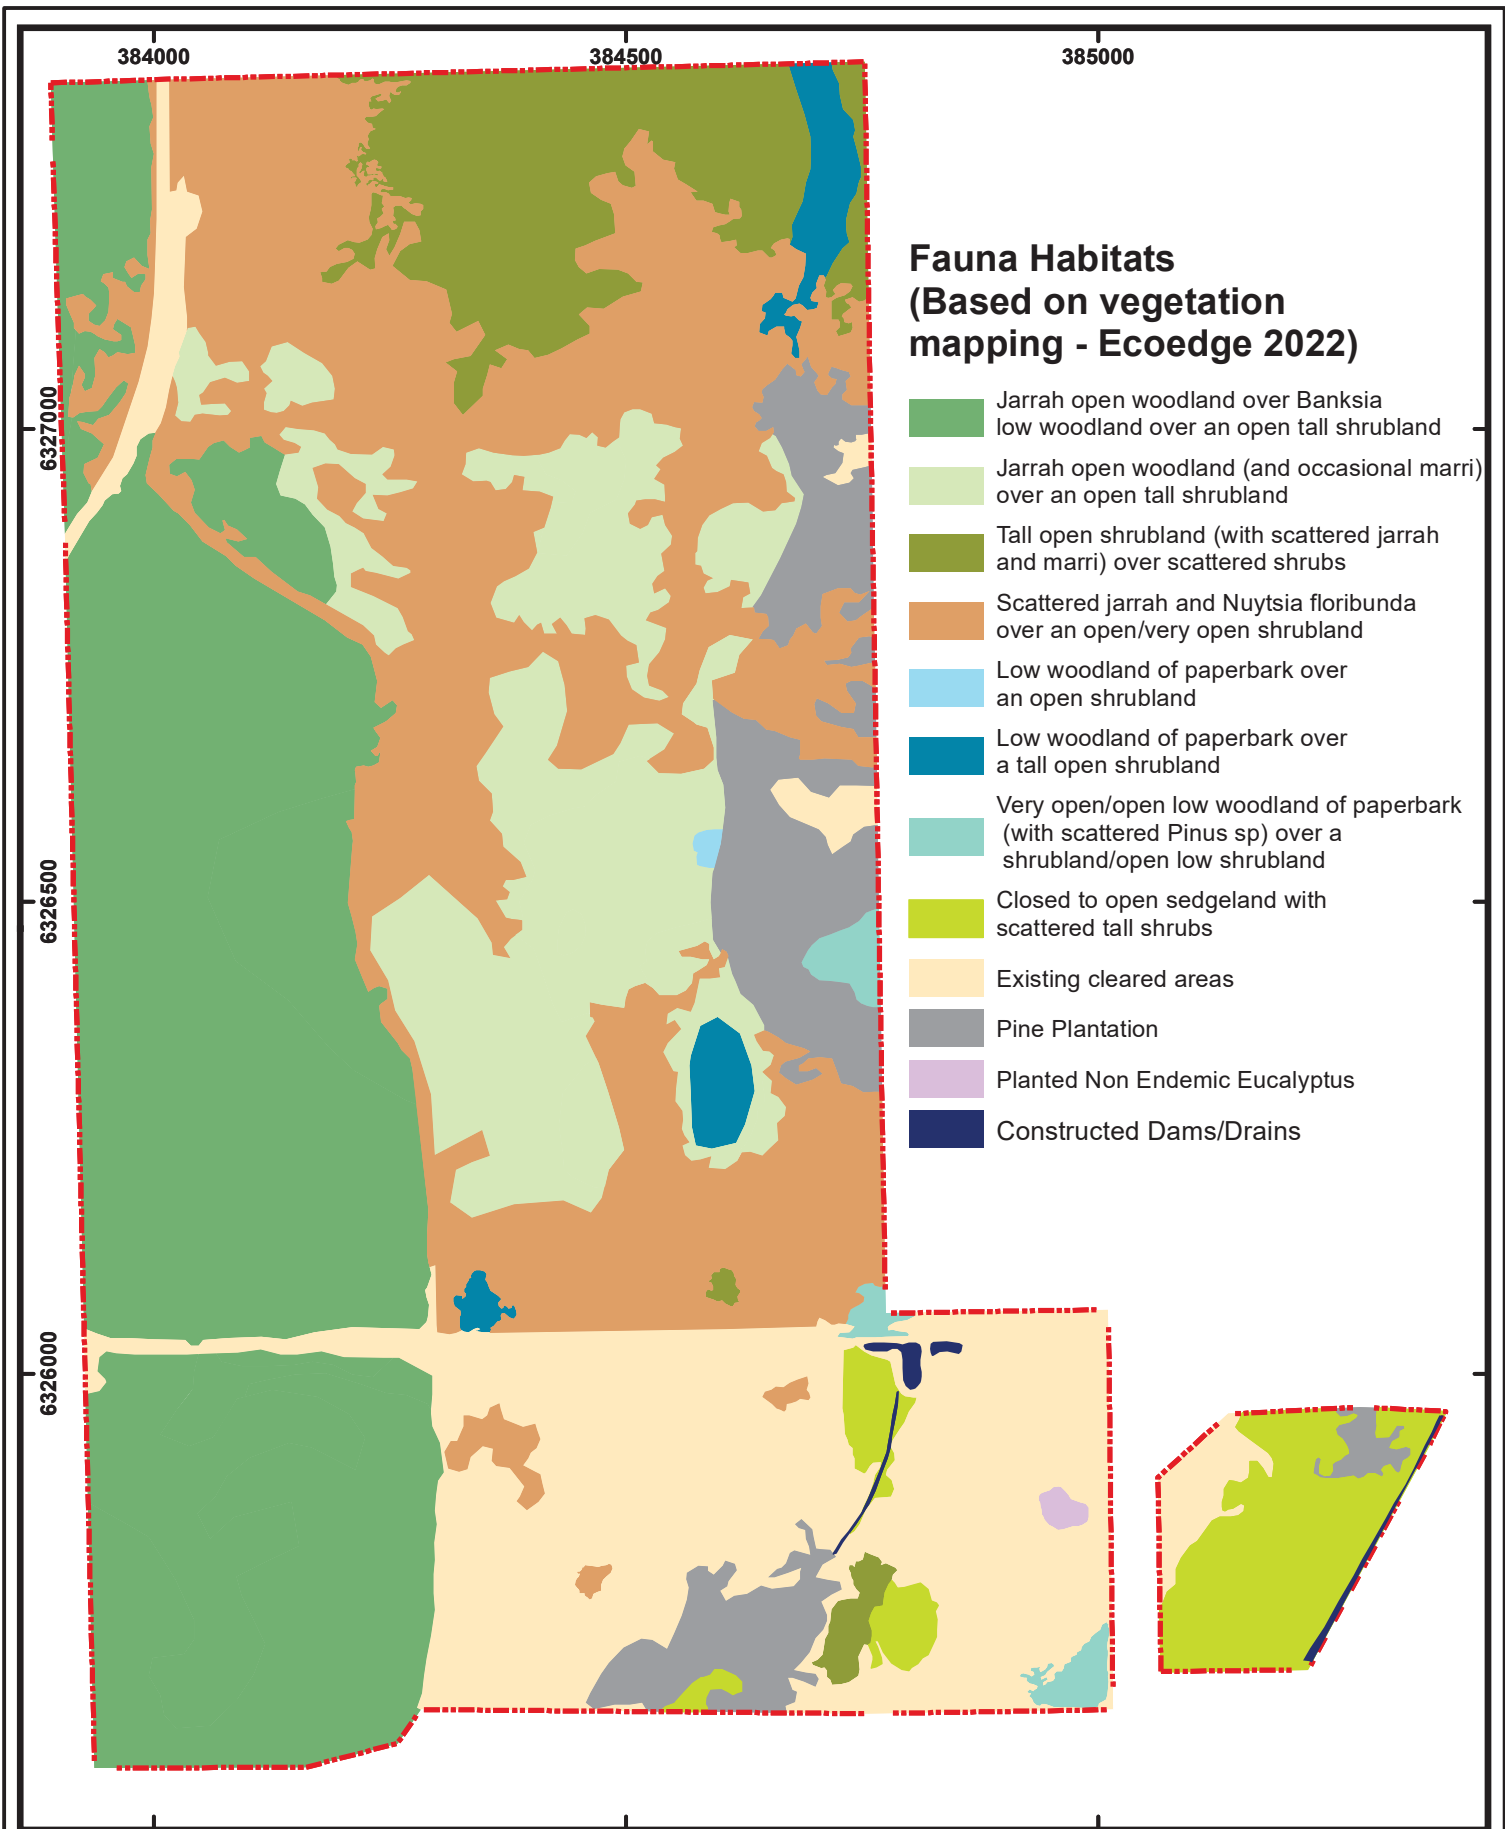 384000
384500
385000
6327000
6326500
6326000
Fauna Habitats
(Based on vegetation
mapping - Ecoedge 2022)
Jarrah open woodland over Banksia
low woodland over an open tall shrubland
Jarrah open woodland (and occasional marri)
over an open tall shrubland
Tall open shrubland (with scattered jarrah
and marri) over scattered shrubs
Scattered jarrah and Nuytsia floribunda
over an open/very open shrubland
Low woodland of paperbark over
an open shrubland
Low woodland of paperbark over
a tall open shrubland
Very open/open low woodland of paperbark
(with scattered Pinus sp) over a
shrubland/open low shrubland
Closed to open sedgeland with
scattered tall shrubs
Existing cleared areas
Pine Plantation
Planted Non Endemic Eucalyptus
Constructed Dams/Drains